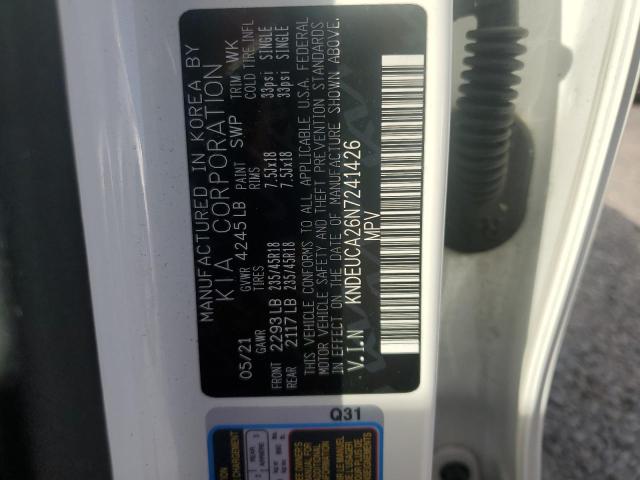 MANUFACTURED IN KOREA BY
KIA CORPORATION
05/21 GVWR 4245LB PAINT SWP TRIM WK
GAWR TIRES RIMS COLD TIRE INFL
FRONT 2293LB 235/45R18 7.5JX18 33psi SINGLE
REAR 2117LB 235/45R18 7.5JX18 33psi SINGLE
THIS VEHICLE CONFORMS TO ALL APPLICABLE U.S.A. FEDERAL
MOTOR VEHICLE SAFETY AND THEFT PREVENTION STANDARDS
IN EFFECT ON THE DATE OF MANUFACTURE SHOWN ABOVE.
V.I.N KNDEUCA26N7241426
MPV
Q31